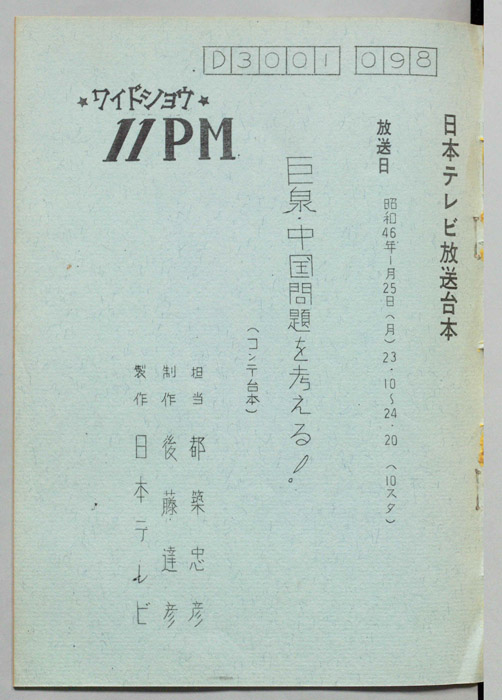 D3001 098
★ワイドショウ★
11PM
日本テレビ放送台本
放送日 昭和46年1月25日(月)23.10~24.20 (10スタ)
巨泉・中国問題を考える!。
(コンテ台本)
担当 都築忠彦
制作 後藤達彦
製作 日本テレビ